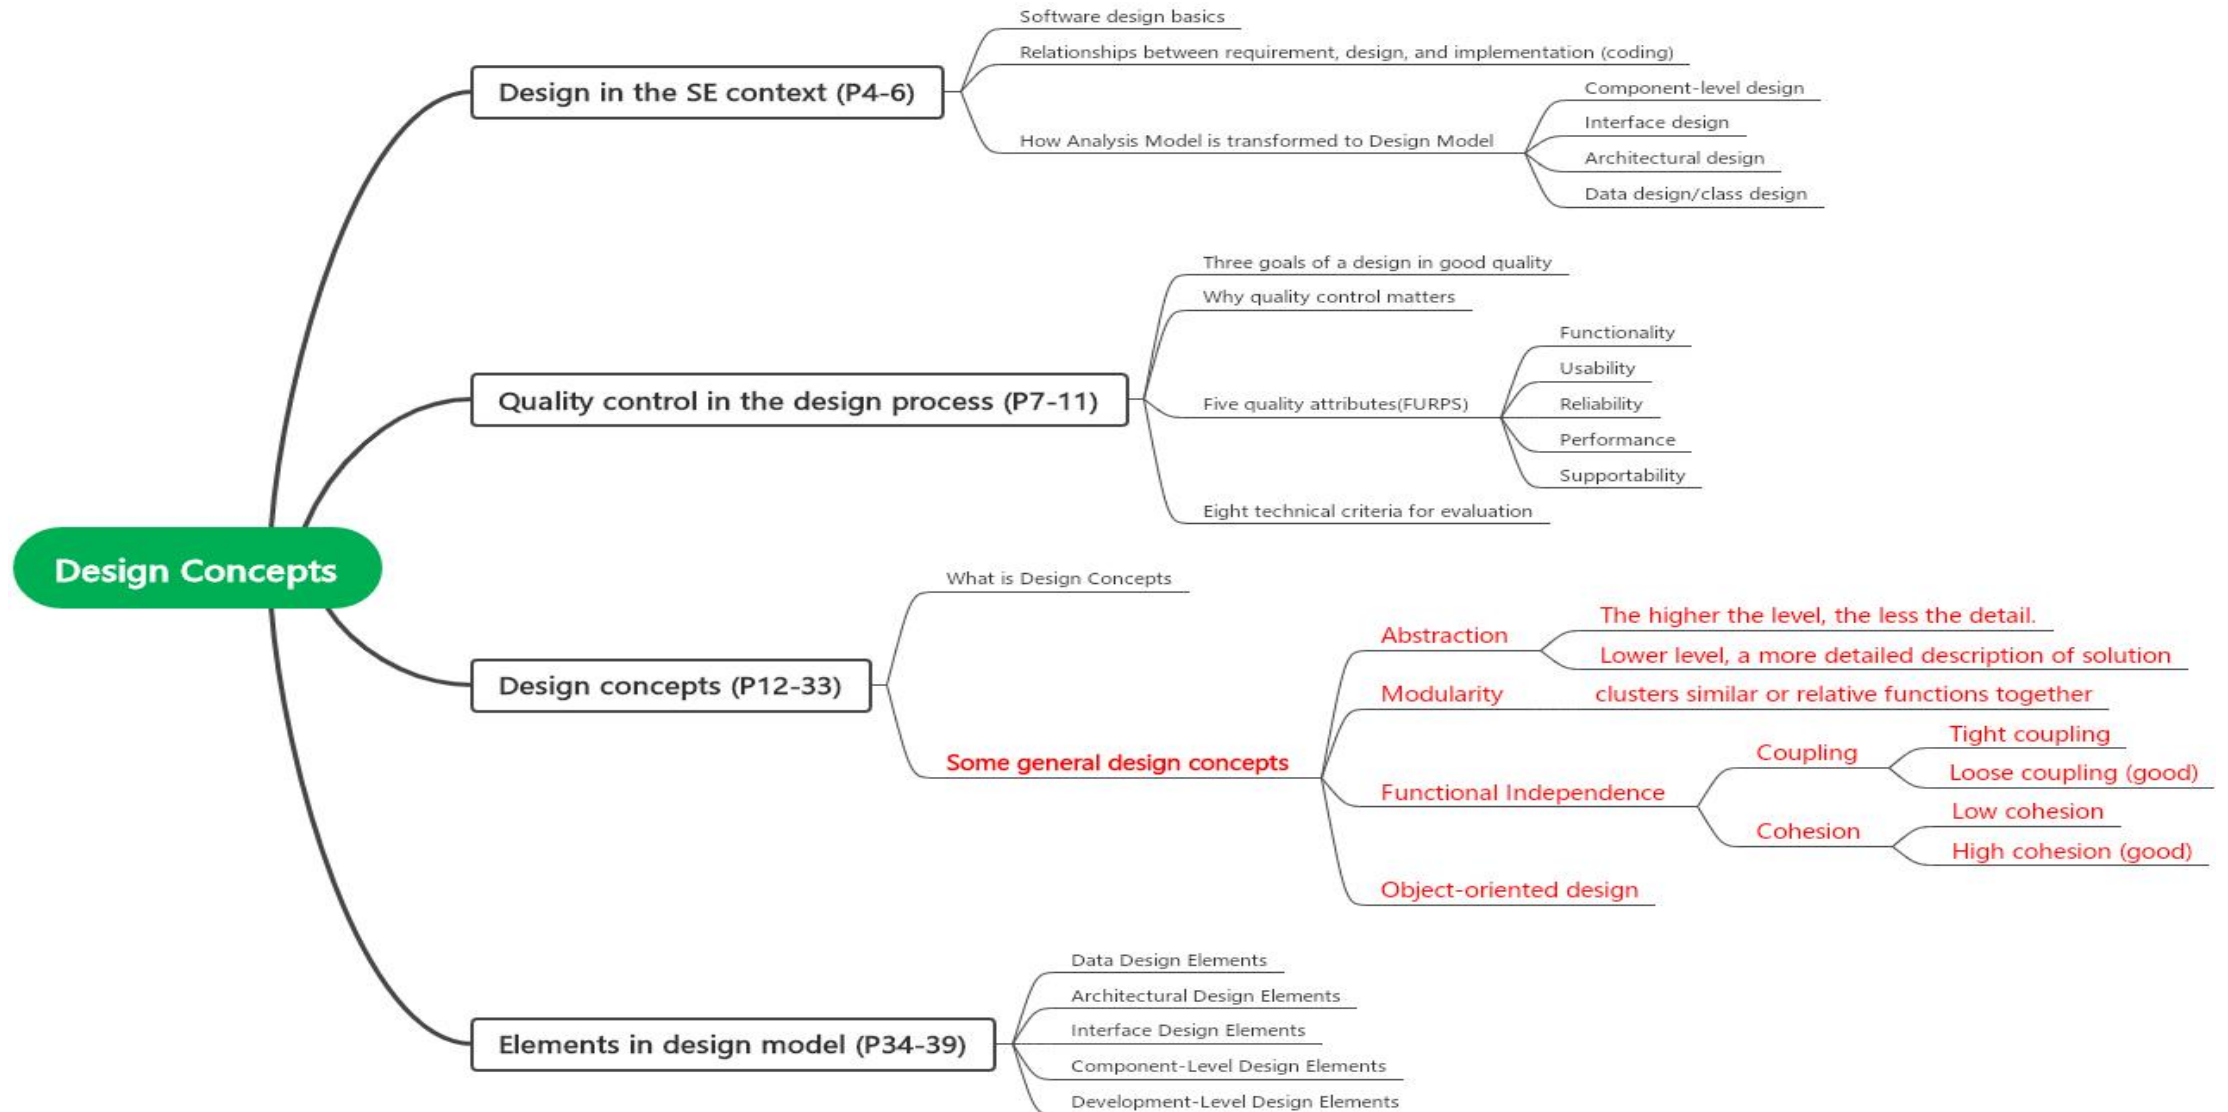 Design Concepts
Design in the SE context (P4-6)
Software design basics
Relationships between requirement, design, and implementation (coding)
How Analysis Model is transformed to Design Model
Component-level design
Interface design
Architectural design
Data design/class design
Quality control in the design process (P7-11)
Three goals of a design in good quality
Why quality control matters
Five quality attributes(FURPS)
Functionality
Usability
Reliability
Performance
Supportability
Eight technical criteria for evaluation
Design concepts (P12-33)
What is Design Concepts
Some general design concepts
Abstraction
The higher the level, the less the detail.
Lower level, a more detailed description of solution
Modularity
clusters similar or relative functions together
Functional Independence
Coupling
Tight coupling
Loose coupling (good)
Cohesion
Low cohesion
High cohesion (good)
Object-oriented design
Elements in design model (P34-39)
Data Design Elements
Architectural Design Elements
Interface Design Elements
Component-Level Design Elements
Development-Level Design Elements